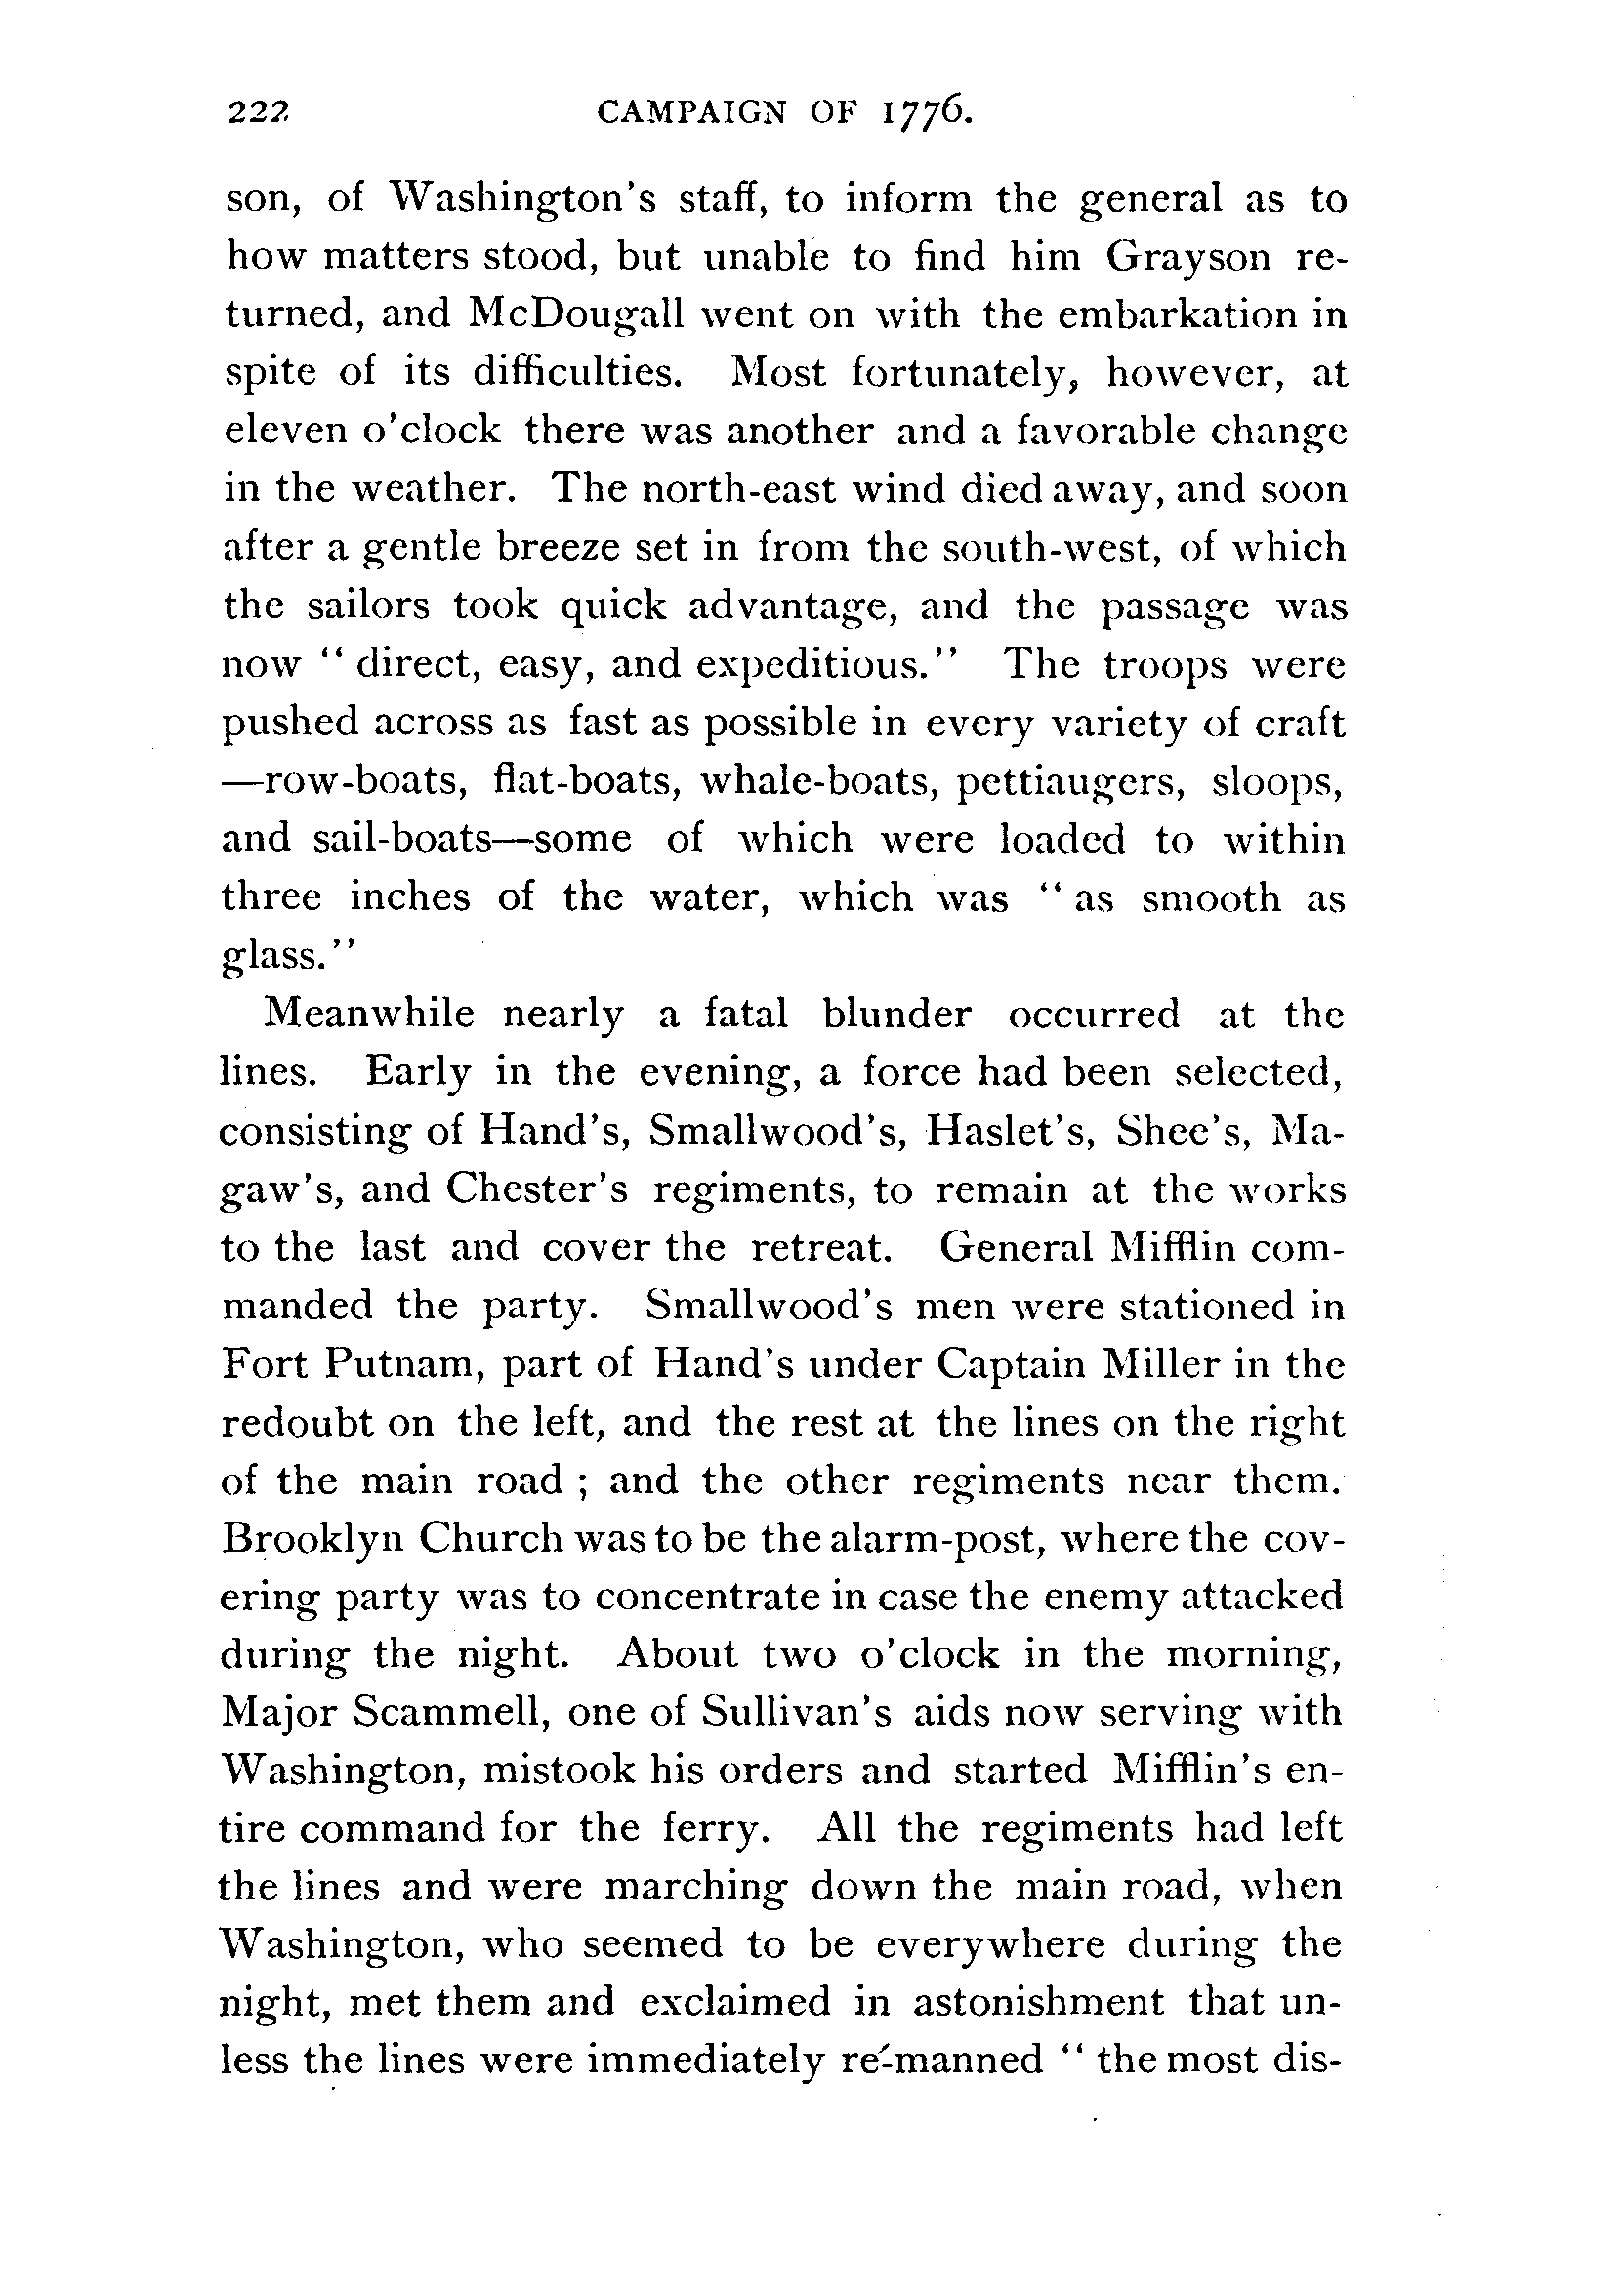 222 CAMPAIGN OF 1776.
son, of Washington's staff, to inform the general as to
how matters stood, but unable to find him Grayson re-
turned, and McDougall went on with the embarkation in
spite of its difficulties. Most fortunately, however, at
eleven o'clock there was another and a favorable change
in the weather. The north-east wind died away, and soon
after a gentle breeze set in from the south-west, of which
the sailors took quick advantage, and the passage was
now "direct, easy, and expeditious." The troops were
pushed across as fast as possible in every variety of craft
—row-boats, flat-boats, whale-boats, pettiaugers, sloops,
and sail-boats—some of which were loaded to within
three inches of the water, which was "as smooth as
glass."
Meanwhile nearly a fatal blunder occurred at the
lines. Early in the evening, a force had been selected,
consisting of Hand's, Smallwood's, Haslet's, Shee's, Ma-
gaw's, and Chester's regiments, to remain at the works
to the last and cover the retreat. General Mifflin com-
manded the party. Smallwood's men were stationed in
Fort Putnam, part of Hand's under Captain Miller in the
redoubt on the left, and the rest at the lines on the right
of the main road ; and the other regiments near them.
Brooklyn Church was to be the alarm-post, where the cov-
ering party was to concentrate in case the enemy attacked
during the night. About two o'clock in the morning,
Major Scammell, one of Sullivan's aids now serving with
Washington, mistook his orders and started Mifflin's en-
tire command for the ferry. All the regiments had left
the lines and were marching down the main road, when
Washington, who seemed to be everywhere during the
night, met them and exclaimed in astonishment that un-
less the lines were immediately re-manned "the most dis-